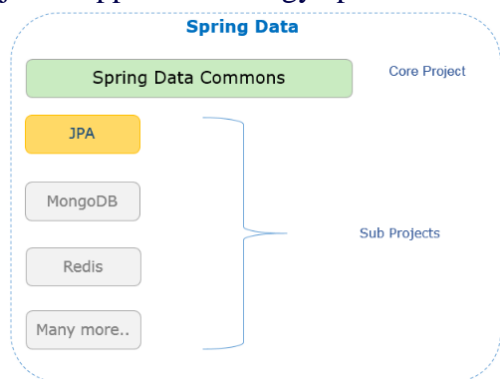 Spring Data
Spring Data Commons
Core Project
JPA
MongoDB
Sub Projects
Redis
Many more..